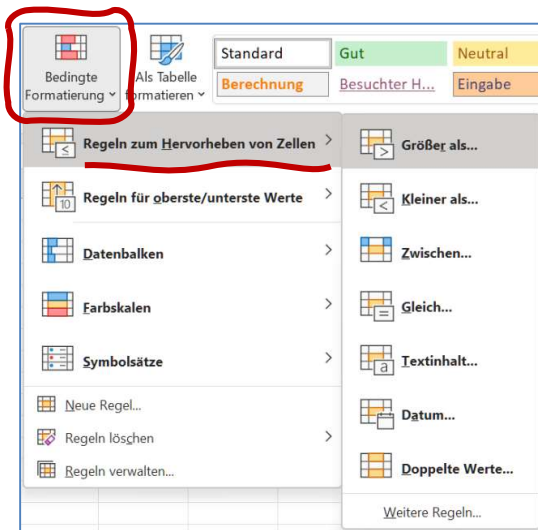 Bedingte
Formatierung
Als Tabelle
formatieren
Standard
Gut
Neutral
Berechnung
Besuchter H...
Eingabe
Regeln zum Hervorheben von Zellen
Regeln für oberste/unterste Werte
10
Datenbalken
Farbskalen
Symbolsätze
Neue Regel...
Regeln löschen
Regeln verwalten...
Größer als...
Kleiner als...
Zwischen...
Gleich...
a
Textinhalt...
Datum...
Doppelte Werte...
Weitere Regeln...